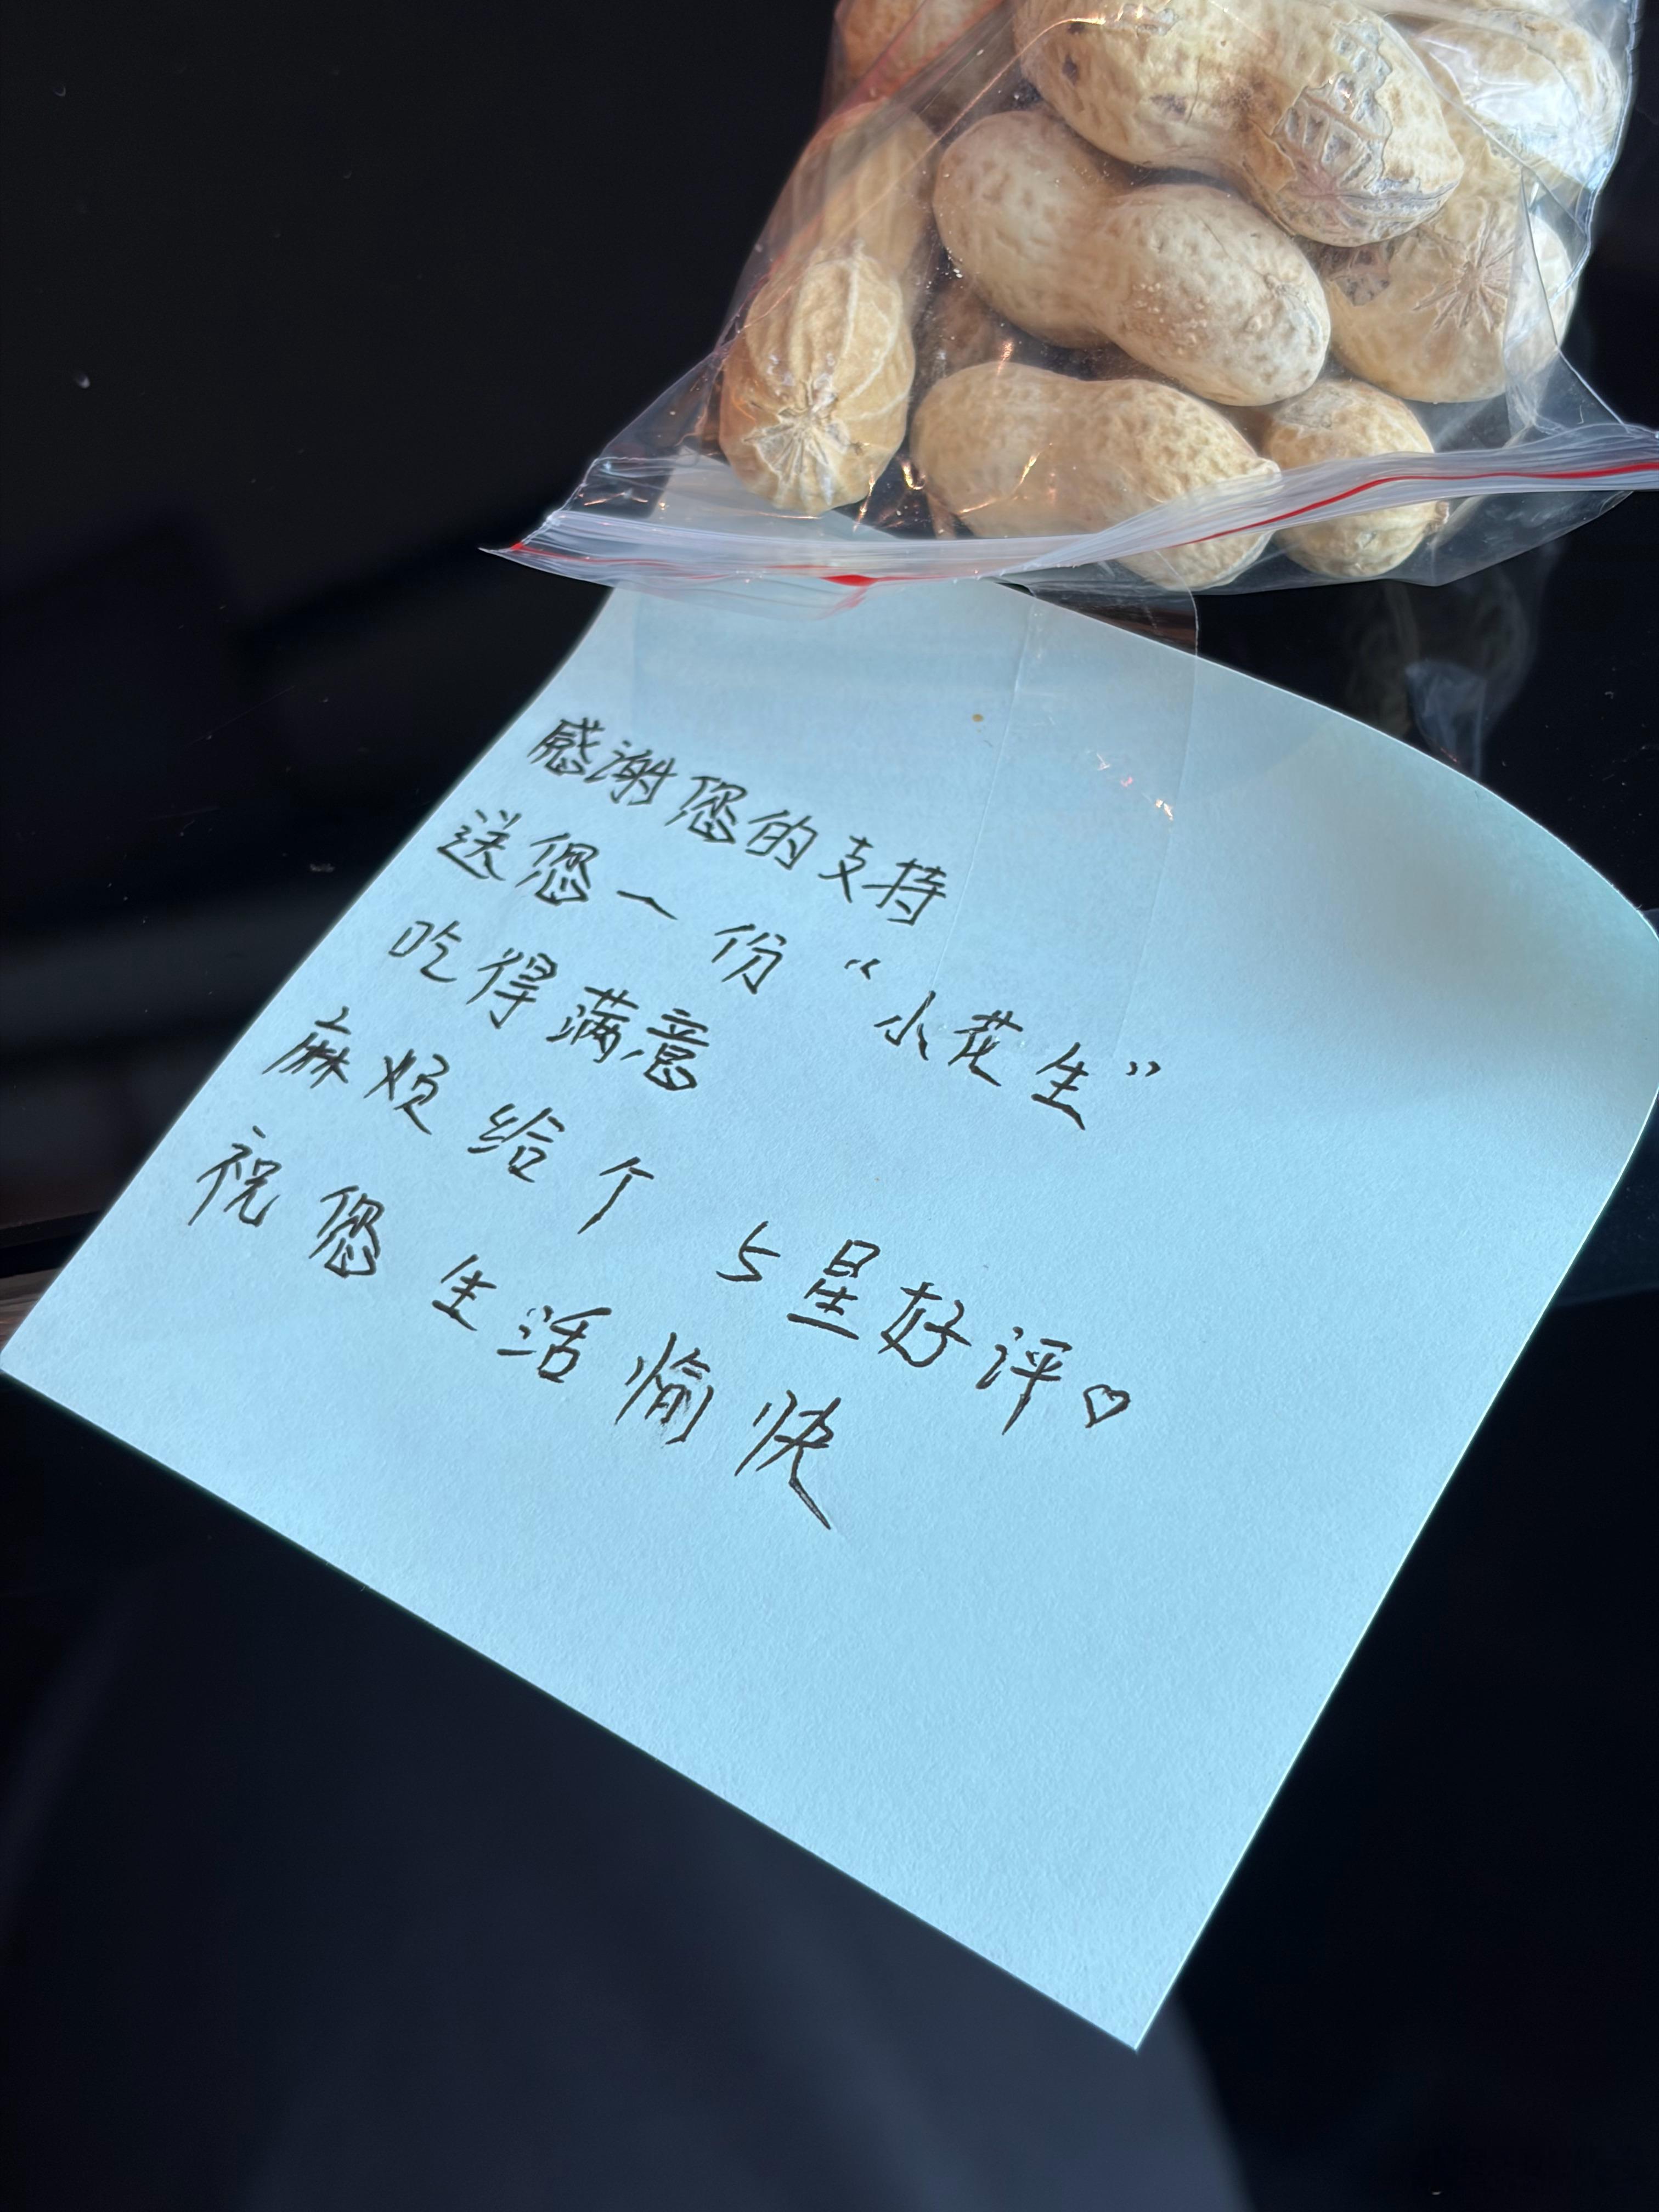 感谢您的支持
送您一份“小花生”
吃得满意
麻烦给个 5星好评♡
祝您生活愉快